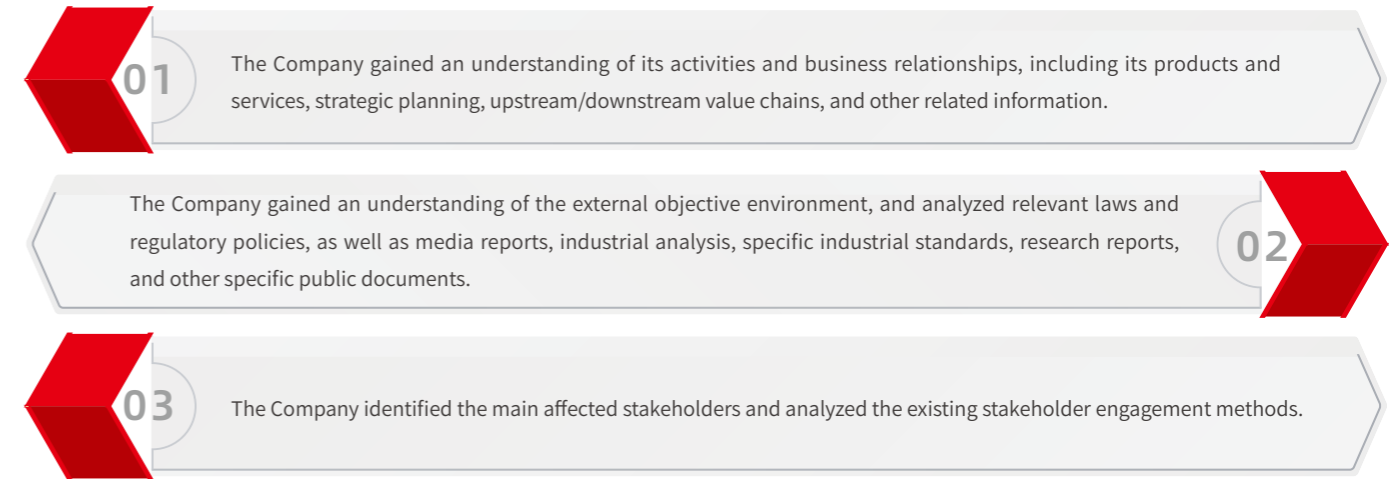 01
The Company gained an understanding of its activities and business relationships, including its products and
services, strategic planning, upstream/downstream value chains, and other related information.
The Company gained an understanding of the external objective environment, and analyzed relevant laws and
regulatory policies, as well as media reports, industrial analysis, specific industrial standards, research reports,
and other specific public documents.
02
03
The Company identified the main affected stakeholders and analyzed the existing stakeholder engagement methods.